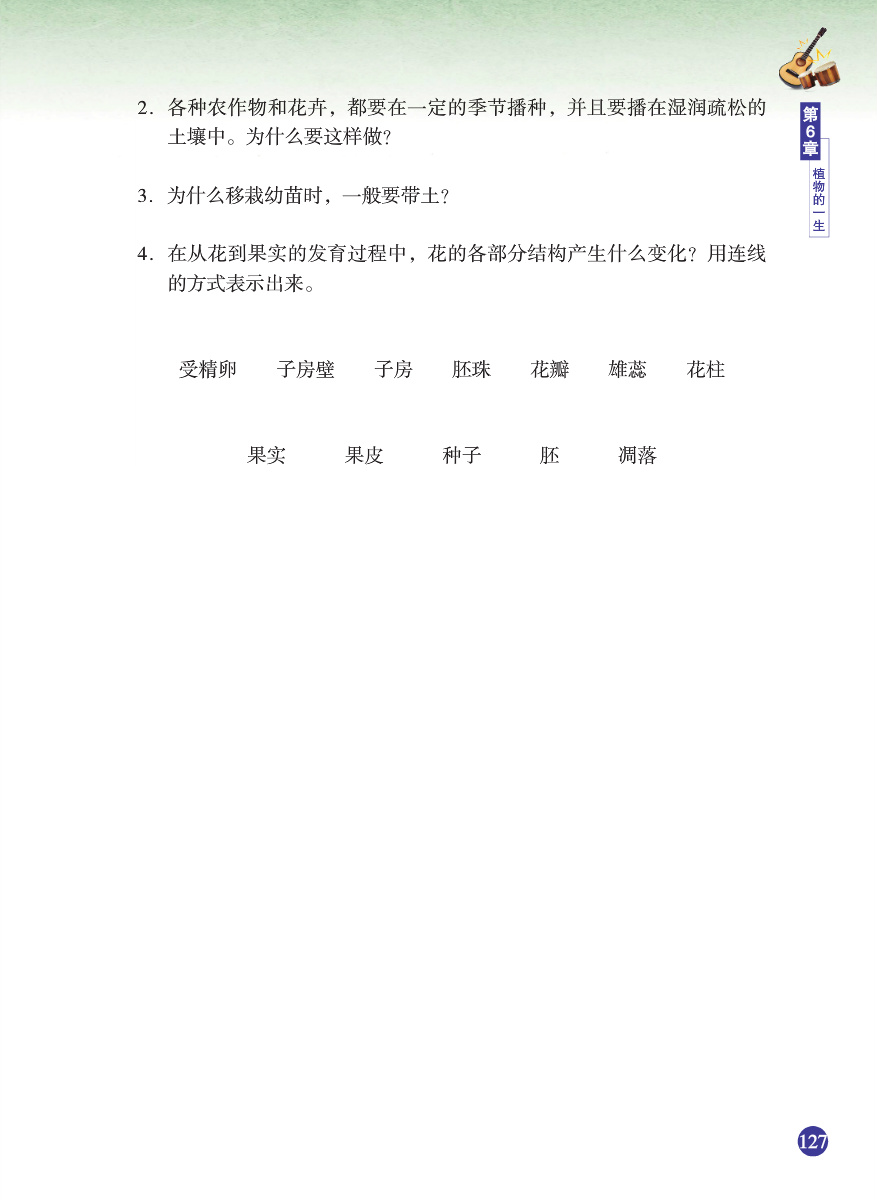 第6章
植物的一生
2. 各种农作物和花卉，都要在一定的季节播种，并且要播在湿润疏松的
土壤中。为什么要这样做？
3. 为什么移栽幼苗时，一般要带土？
4. 在从花到果实的发育过程中，花的各部分结构产生什么变化？用连线
的方式表示出来。
受精卵 子房壁 子房 胚珠 花瓣 雄蕊 花柱
果实 果皮 种子 胚 凋落
127